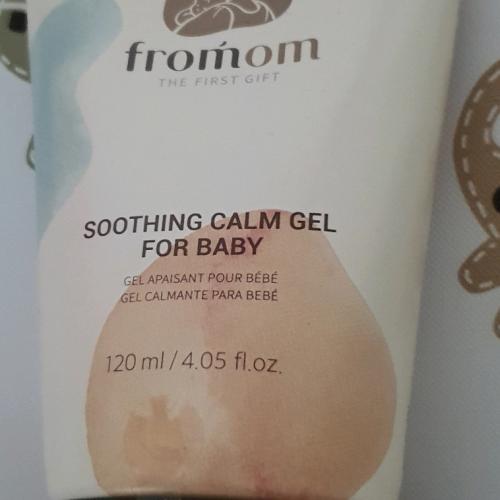 fromom
THE FIRST GIFT
SOOTHING CALM GEL
FOR BABY
GEL APAISANT POUR BÉBÉ
GEL CALMANTE PARA BEBÉ
120 ml / 4.05 fl.oz.